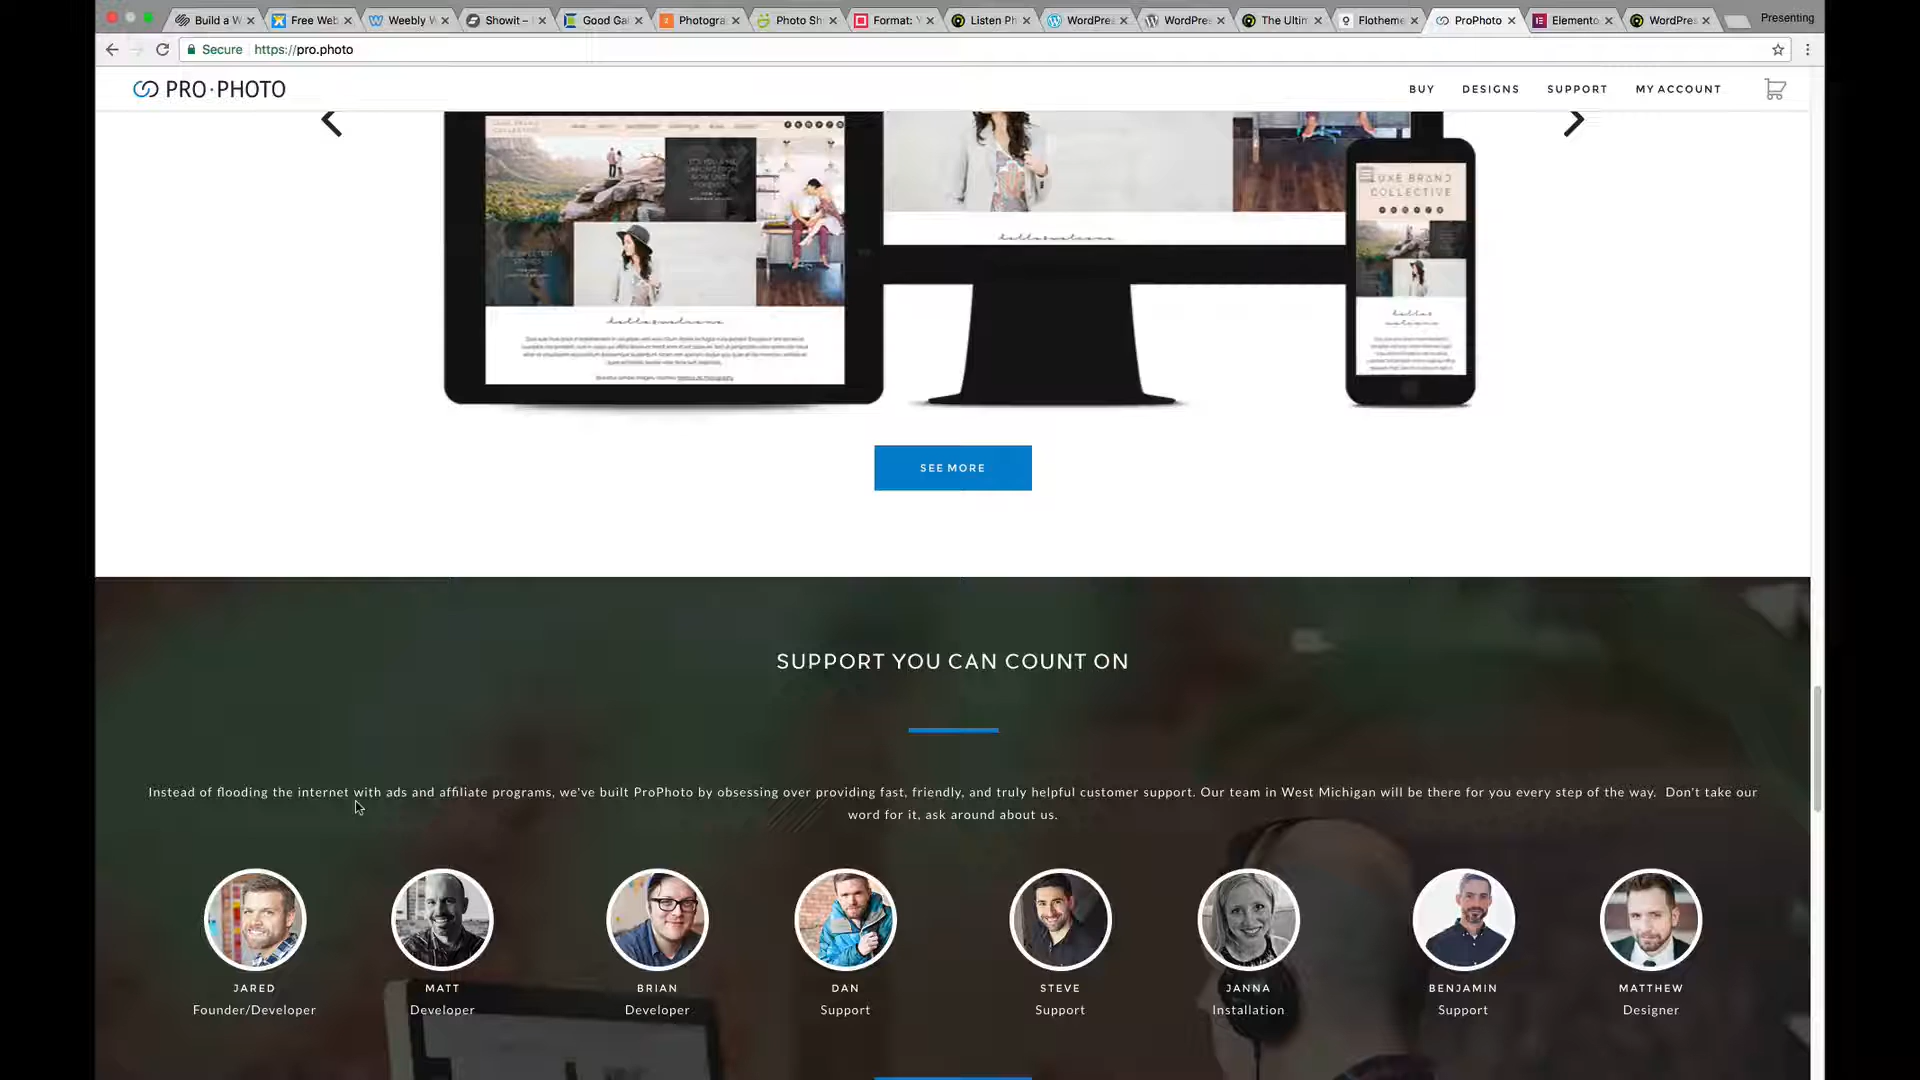 Build a W
Free Web
Weebly
Showit –
Good Gal
Photogra
Photo Sh
Format:
Listen Ph
WordPres
WordPres
The Ultim
Flotheme
ProPhoto
Elemento
WordPres
Presenting
Secure
https://pro.photo
PRO·PHOTO
BUY
DESIGNS
SUPPORT
MY ACCOUNT
LUXE BRAND
COLLECTIVE
SEE MORE
SUPPORT YOU CAN COUNT ON
Instead of flooding the internet with ads and affiliate programs, we've built ProPhoto by obsessing over providing fast, friendly, and truly helpful customer support. Our team in West Michigan will be there for you every step of the way. Don't take our
word for it, ask around about us.
JARED
MATT
BRIAN
DAN
STEVE
JANNA
BENJAMIN
MATTHEW
Founder/Developer
Developer
Developer
Support
Support
Installation
Support
Designer